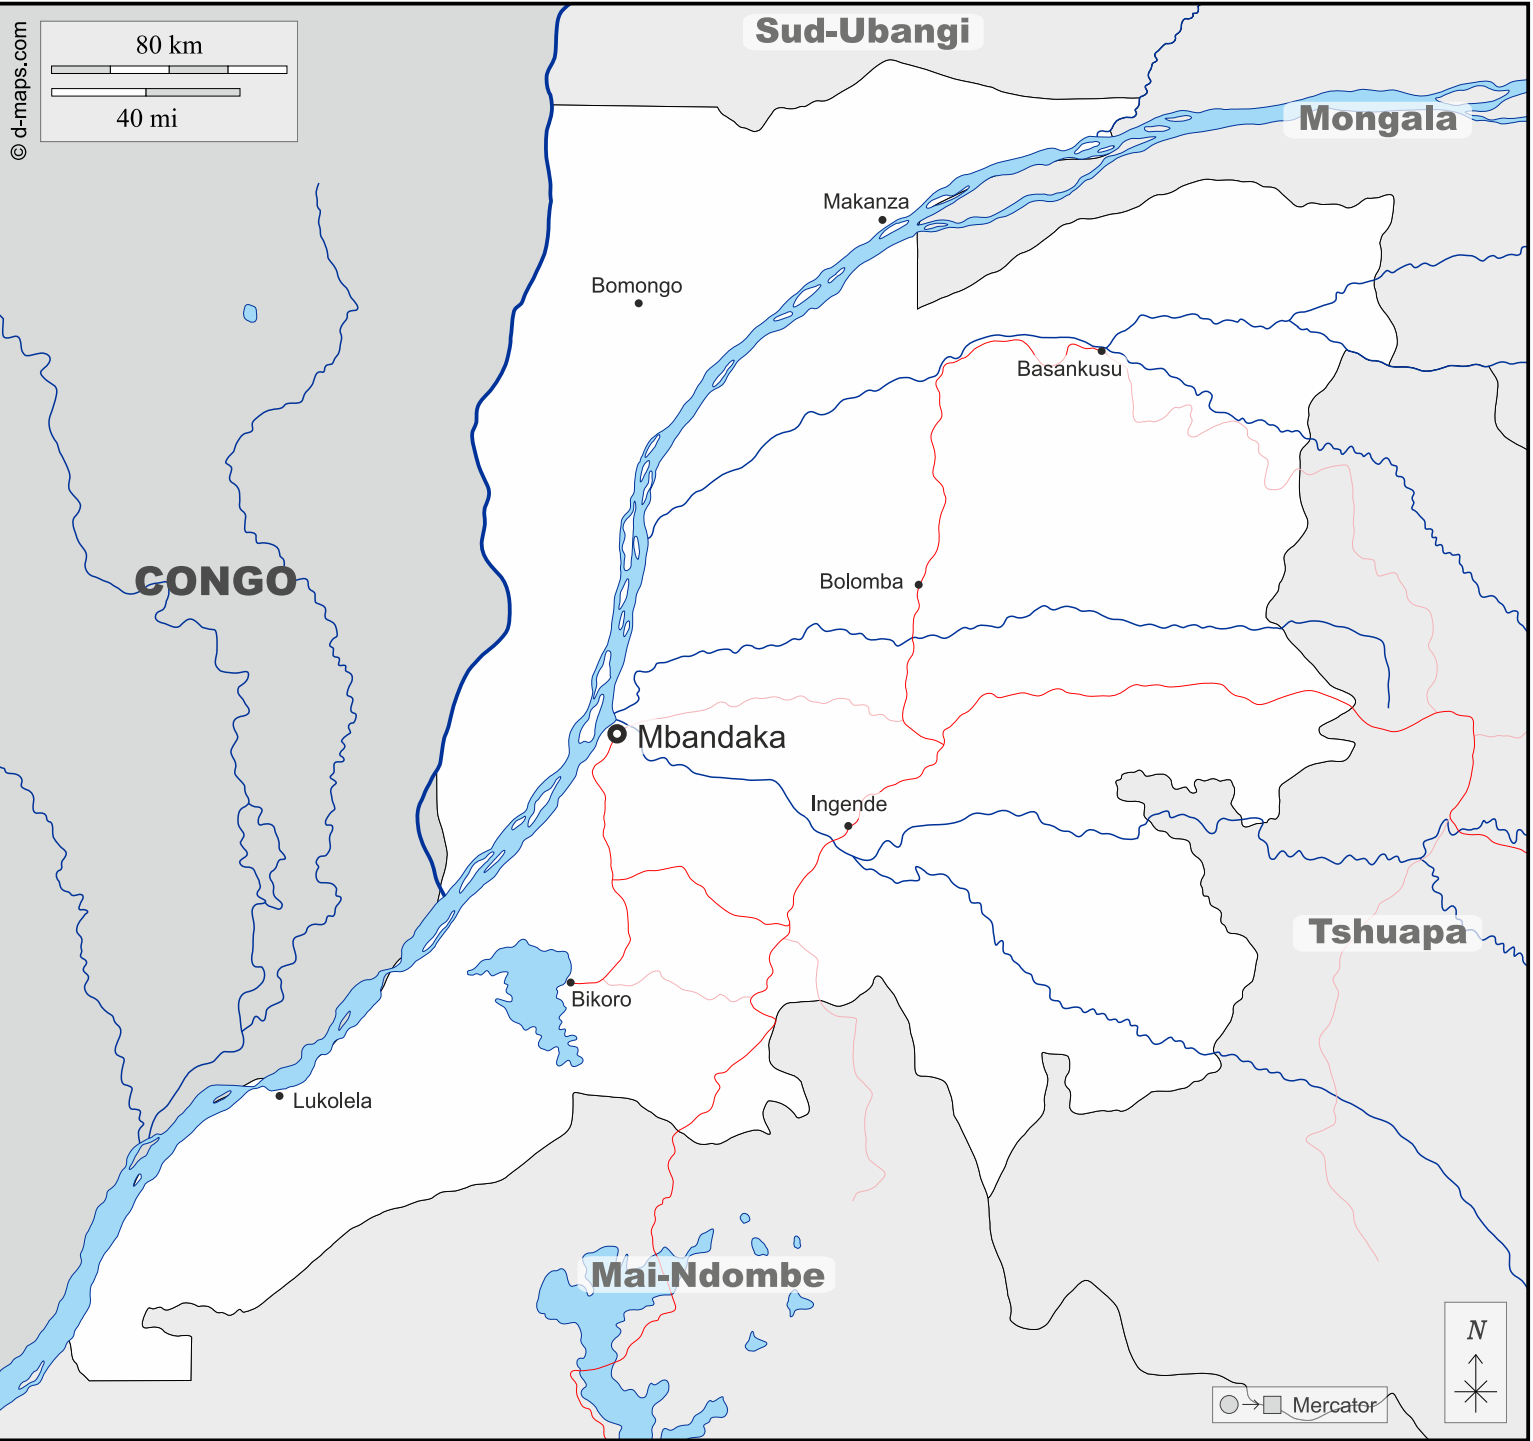 © d-maps.com
80 km
40 mi
Sud-Ubangi
Mongala
Makanza
Bomongo
Basankusu
CONGO
Bolomba
Mbandaka
Ingende
Tshuapa
Bikoro
Lukolela
Mai-Ndombe
N
Mercator